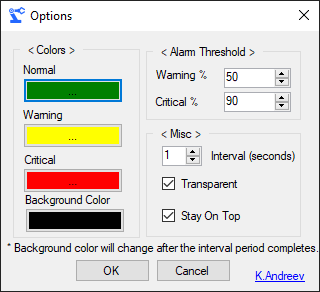 Options
< Colors >
Normal
...
Warning
...
Critical
...
Background Color
< Alarm Threshold >
Warning % 50
Critical % 90
< Misc >
1 Interval (seconds)
Transparent
Stay On Top
* Background color will change after the interval period completes.
OK Cancel K.Andreev